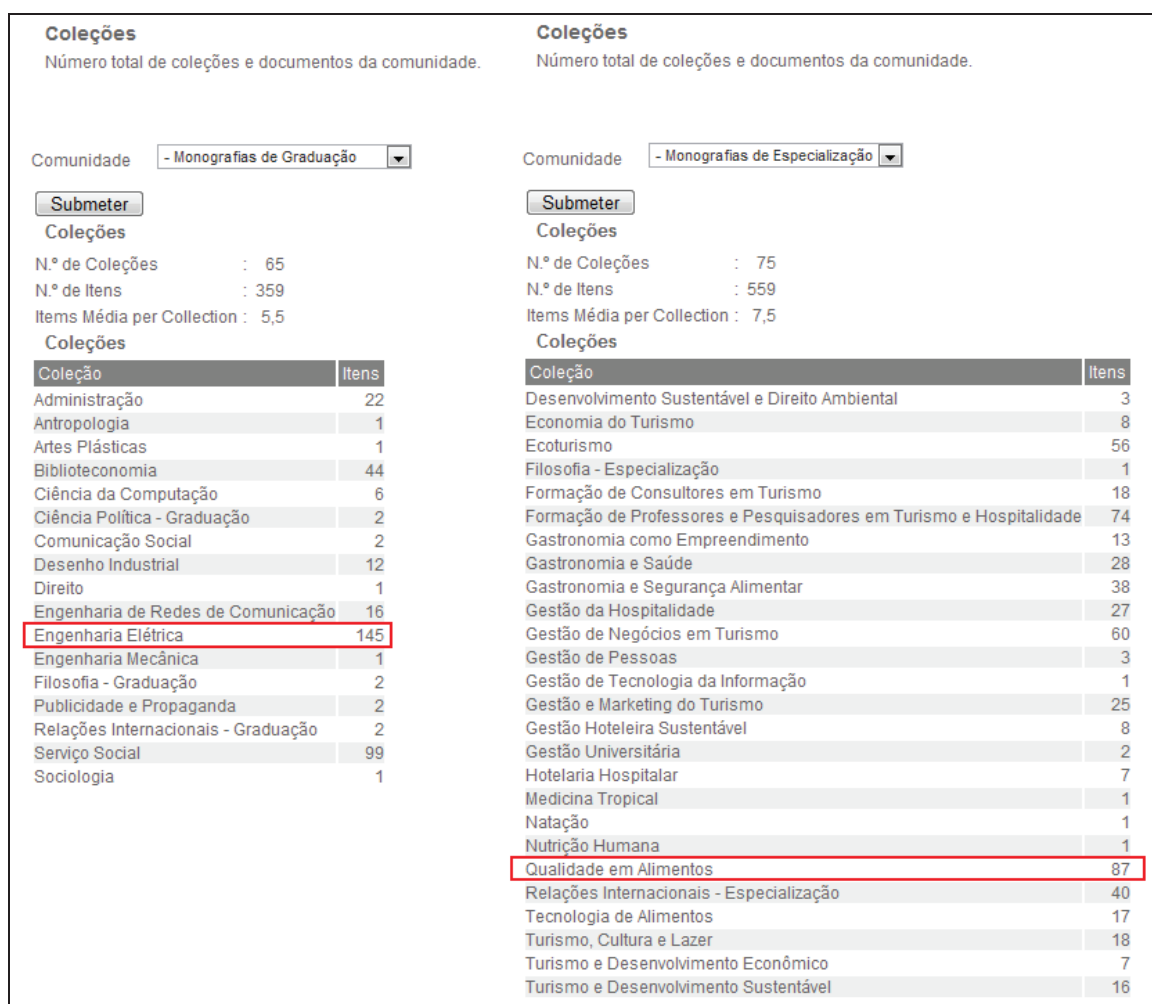 Coleções
Número total de coleções e documentos da comunidade.
Comunidade - Monografias de Graduação
Submeter
Coleções
N.º de Coleções : 65
N.º de Itens : 359
Items Média per Collection : 5,5
Coleções
Coleção Itens
Administração 22
Antropologia 1
Artes Plásticas 1
Biblioteconomia 44
Ciência da Computação 6
Ciência Política - Graduação 2
Comunicação Social 2
Desenho Industrial 12
Direito 1
Engenharia de Redes de Comunicação 16
Engenharia Elétrica 145
Engenharia Mecânica 1
Filosofia - Graduação 2
Publicidade e Propaganda 2
Relações Internacionais - Graduação 2
Serviço Social 99
Sociologia 1
Coleções
Número total de coleções e documentos da comunidade.
Comunidade - Monografias de Especialização
Submeter
Coleções
N.º de Coleções : 75
N.º de Itens : 559
Items Média per Collection : 7,5
Coleções
Coleção Itens
Desenvolvimento Sustentável e Direito Ambiental 3
Economia do Turismo 8
Ecoturismo 56
Filosofia - Especialização 1
Formação de Consultores em Turismo 18
Formação de Professores e Pesquisadores em Turismo e Hospitalidade 74
Gastronomia como Empreendimento 13
Gastronomia e Saúde 28
Gastronomia e Segurança Alimentar 38
Gestão da Hospitalidade 27
Gestão de Negócios em Turismo 60
Gestão de Pessoas 3
Gestão de Tecnologia da Informação 1
Gestão e Marketing do Turismo 25
Gestão Hoteleira Sustentável 8
Gestão Universitária 2
Hotelaria Hospitalar 7
Medicina Tropical 1
Natação 1
Nutrição Humana 1
Qualidade em Alimentos 87
Relações Internacionais - Especialização 40
Tecnologia de Alimentos 17
Turismo, Cultura e Lazer 18
Turismo e Desenvolvimento Econômico 7
Turismo e Desenvolvimento Sustentável 16